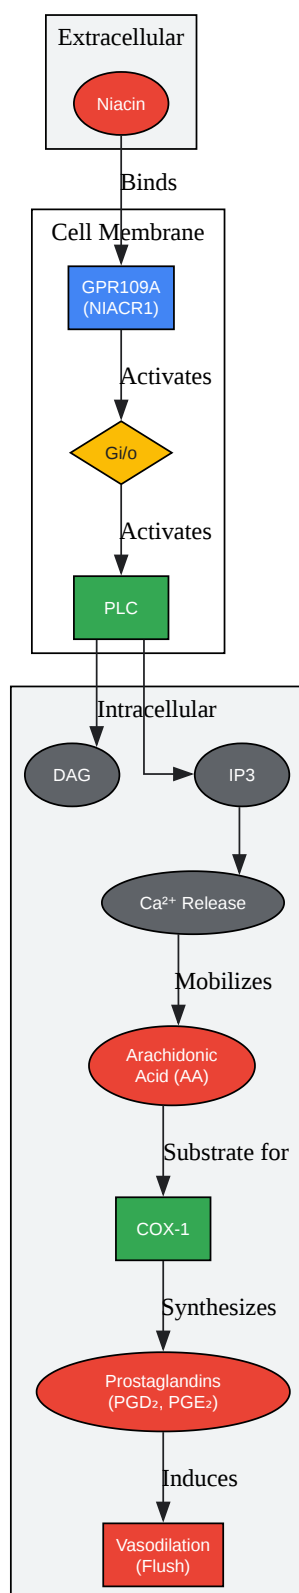 Extracellular
Niacin
Binds
Cell Membrane
GPR109A
(NIACR1)
Activates
Gi/o
Activates
PLC
Intracellular
DAG
IP3
Ca²⁺ Release
Mobilizes
Arachidonic
Acid (AA)
Substrate for
COX-1
Synthesizes
Prostaglandins
(PGD₂, PGE₂)
Induces
Vasodilation
(Flush)